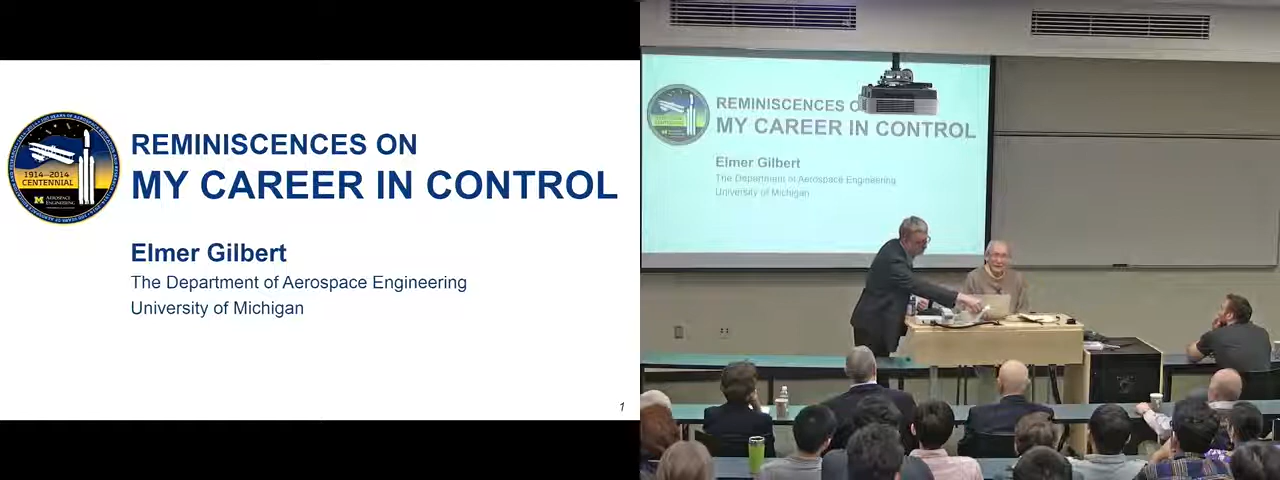 REMINISCENCES ON
MY CAREER IN CONTROL
1914–2014
CENTENNIAL
M AEROSPACE
ENGINEERING
Elmer Gilbert
The Department of Aerospace Engineering
University of Michigan
1
REMINISCENCES O
MY CAREER IN CONTROL
Elmer Gilbert
The Department of Aerospace Engineering
University of Michigan